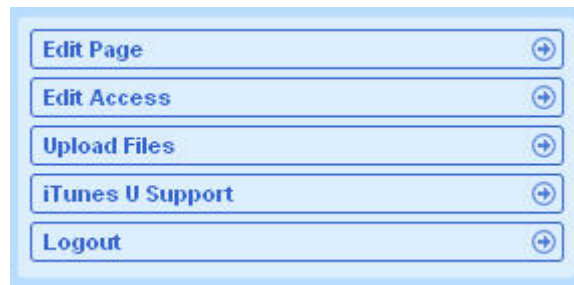 Edit Page
Edit Access
Upload Files
iTunes U Support
Logout